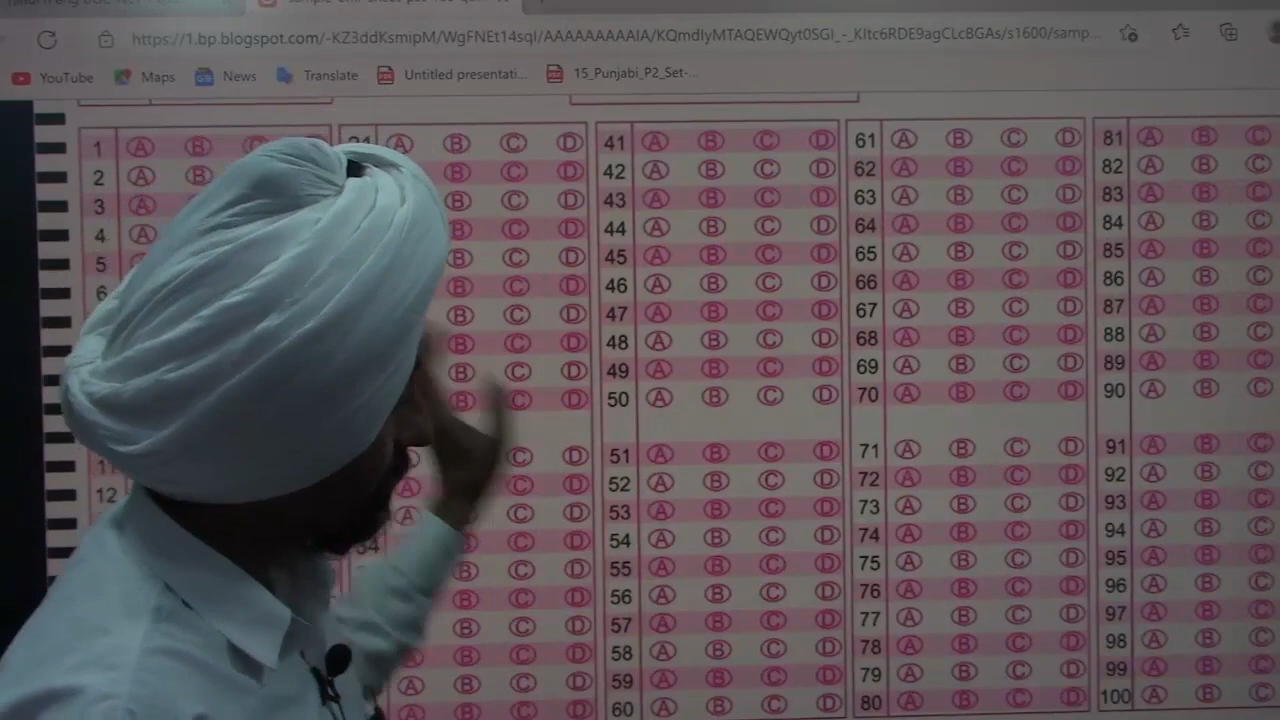 https://1.bp.blogspot.com/-KZ3ddKsmipM/WgFNEt14sqI/AAAAAAAAAIA/KQmdIyMTAQEWQyt0SGI_-_KItc6RDE9agCLcBGAs/s1600/samp...
YouTube Maps News Translate Untitled presentati... 15_Punjabi_P2_Set-...
1 A B
2 A B
3 A
4 A
5
6
12
A B C D
B C D
B C D
B C D
B C D
B C D
B C D
B C D
B C D
B C D
C D
A C D
A C D
C D
B C D
B C D
B C D
A B C D
A B C D
A B C D
41 A B C D
42 A B C D
43 A B C D
44 A B C D
45 A B C D
46 A B C D
47 A B C D
48 A B C D
49 A B C D
50 A B C D
51 A B C D
52 A B C D
53 A B C D
54 A B C D
55 A B C D
56 A B C D
57 A B C D
58 A B C D
59 A B C D
60 A B C D
61 A B C D
62 A B C D
63 A B C D
64 A B C D
65 A B C D
66 A B C D
67 A B C D
68 A B C D
69 A B C D
70 A B C D
71 A B C D
72 A B C D
73 A B C D
74 A B C D
75 A B C D
76 A B C D
77 A B C D
78 A B C D
79 A B C D
80 A B C D
81 A B C
82 A B C
83 A B C
84 A B C
85 A B C
86 A B C
87 A B C
88 A B C
89 A B C
90 A B C
91 A B C
92 A B C
93 A B C
94 A B C
95 A B C
96 A B C
97 A B C
98 A B C
99 A B C
100 A B C